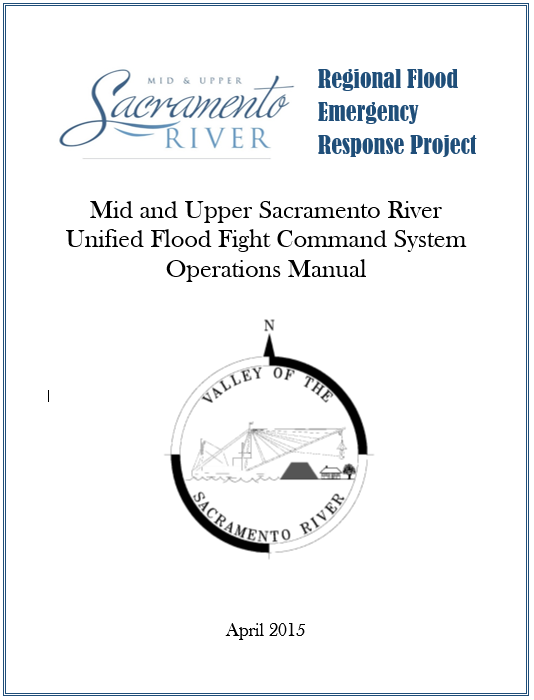 MID & UPPER
Sacramento
RIVER
Regional Flood
Emergency
Response Project
Mid and Upper Sacramento River
Unified Flood Fight Command System
Operations Manual
N
VALLEY OF THE
SACRAMENTO RIVER
April 2015